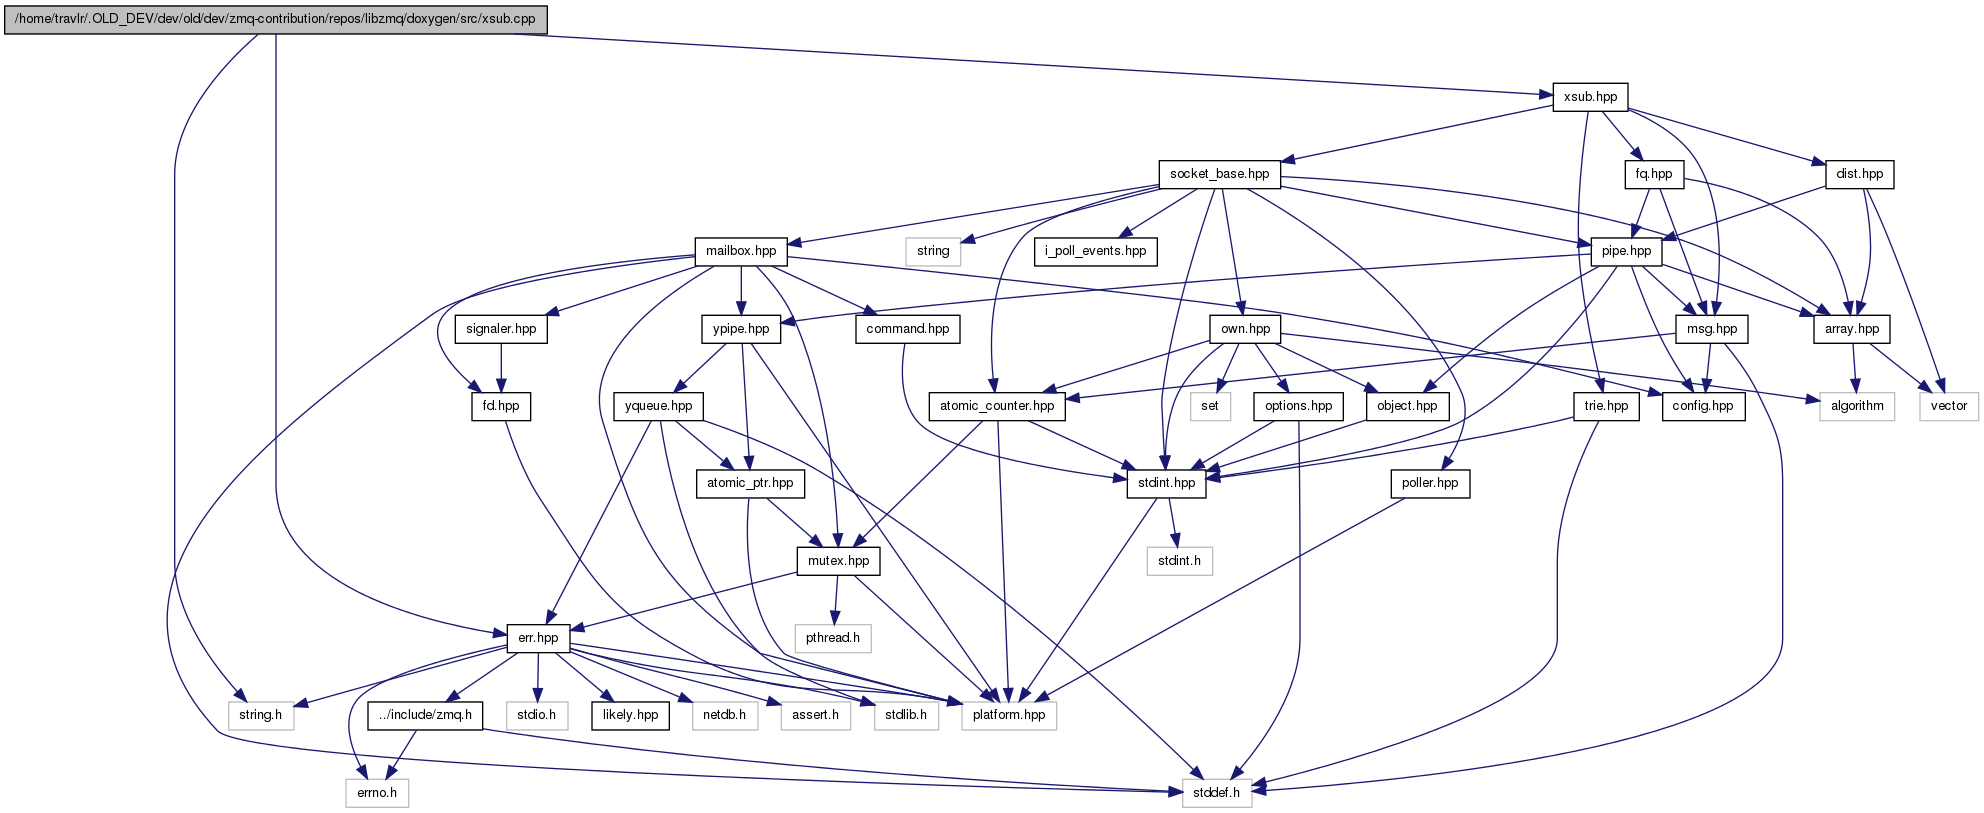 /home/travlr/.OLD_DEV/dev/old/dev/zmq-contribution/repos/libzmq/doxygen/src/xsub.cpp
xsub.hpp
socket_base.hpp
fq.hpp
dist.hpp
mailbox.hpp
string
i_poll_events.hpp
pipe.hpp
signaler.hpp
ypipe.hpp
command.hpp
own.hpp
msg.hpp
array.hpp
fd.hpp
yqueue.hpp
atomic_counter.hpp
set
options.hpp
object.hpp
trie.hpp
config.hpp
algorithm
vector
atomic_ptr.hpp
stdint.hpp
poller.hpp
mutex.hpp
stdint.h
err.hpp
pthread.h
string.h
../include/zmq.h
stdio.h
likely.hpp
netdb.h
assert.h
stdlib.h
platform.hpp
errno.h
stddef.h